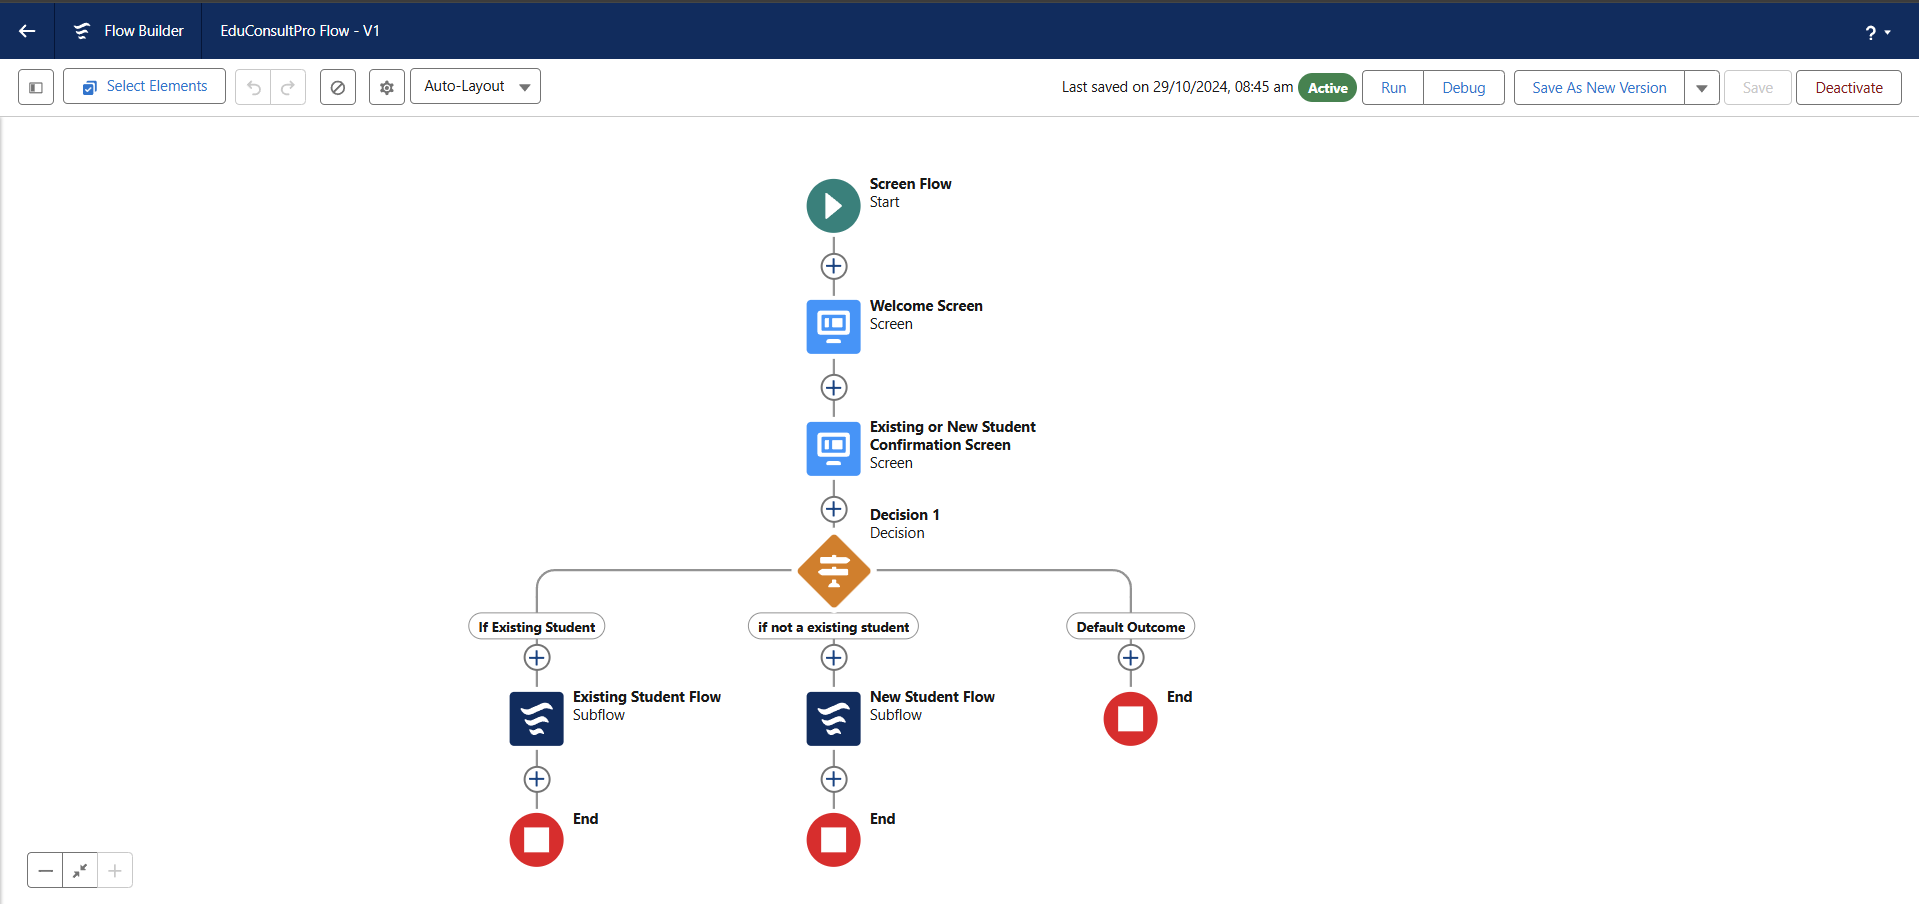 Flow Builder
EduConsultPro Flow - V1
?
Select Elements
Auto-Layout
Last saved on 29/10/2024, 08:45 am
Active
Run
Debug
Save As New Version
Save
Deactivate
Screen Flow
Start
Welcome Screen
Screen
Existing or New Student
Confirmation Screen
Screen
Decision 1
Decision
If Existing Student
if not a existing student
Default Outcome
Existing Student Flow
Subflow
New Student Flow
Subflow
End
End
End